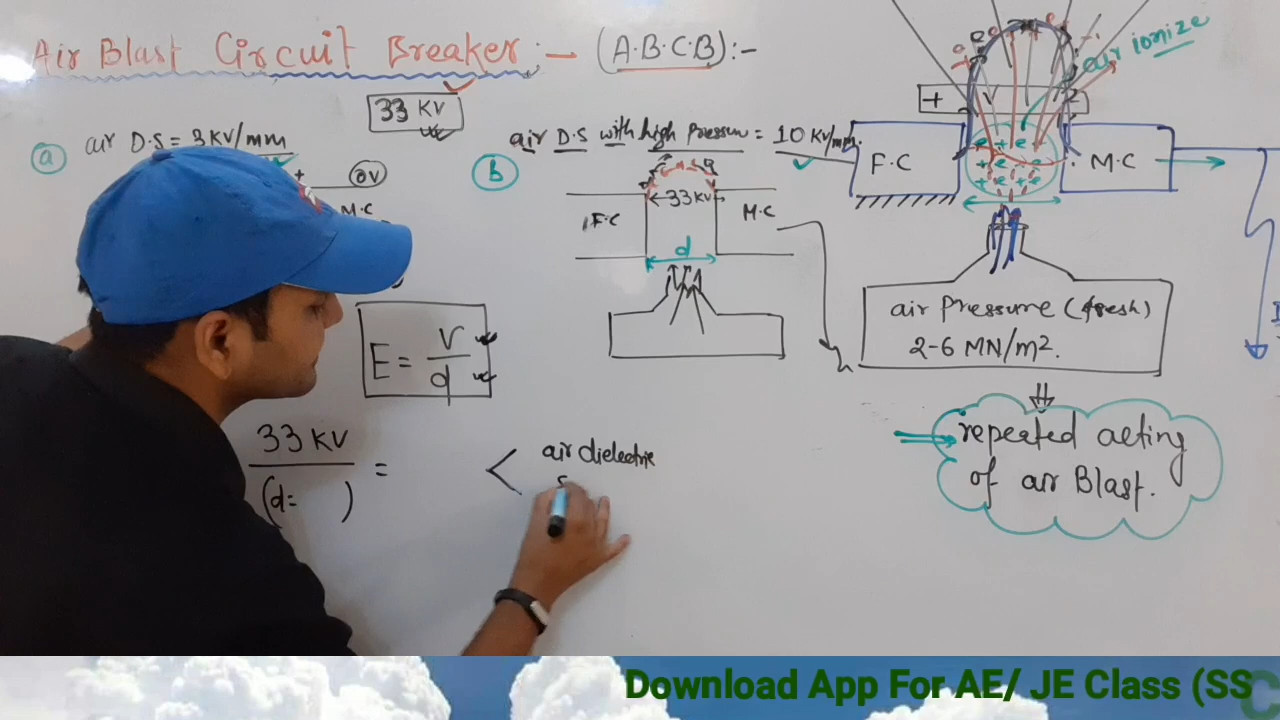 Air Blast Circuit Breaker :- (A.B.C.B) :-
33 KV
a air D.S = 3 KV/mm
+ 0V
M.C
E = V/d
33 KV
(d= ) = < air dielectric
b air D.S with high Pressure = 10 KV/mm.
33 KV
F.C M.C
d
air ionize
+ V
F.C M.C
air Pressure (fresh)
2-6 MN/m².
repeated acting
of air Blast.
Download App For AE/ JE Class (SSC